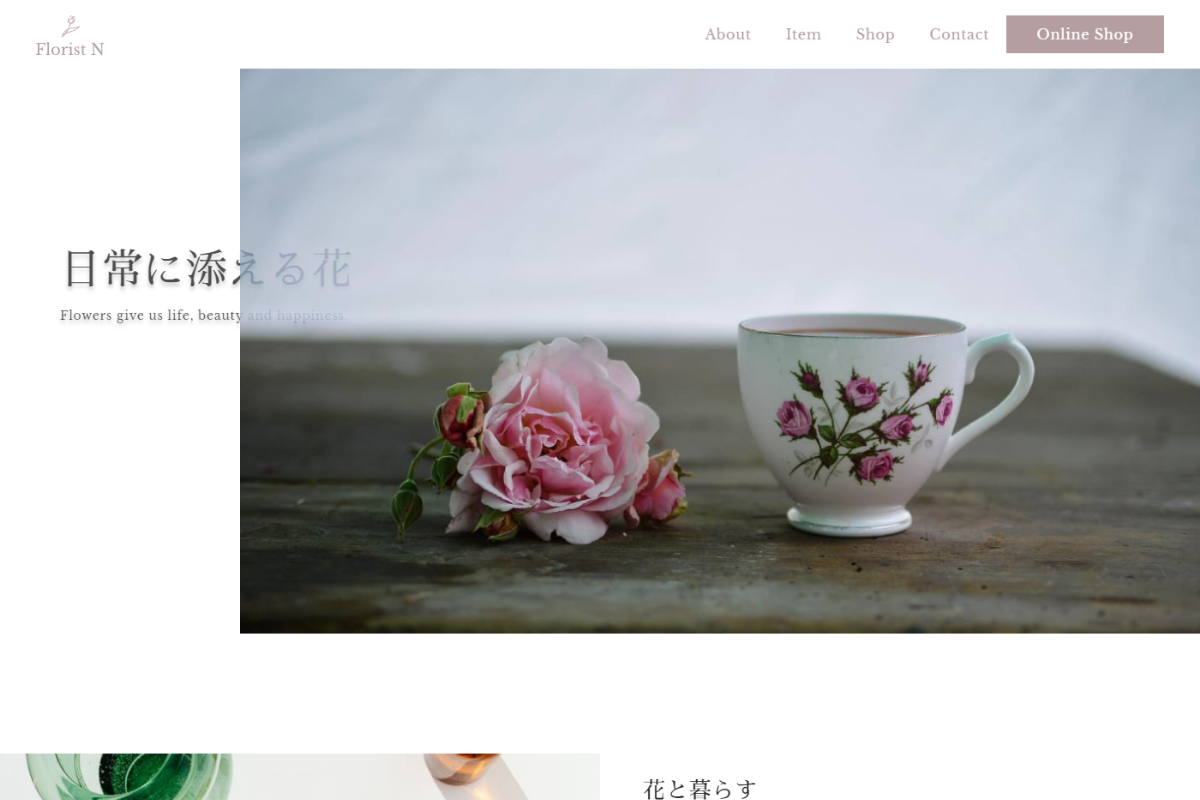 Florist N
About
Item
Shop
Contact
Online Shop
日常に添える花
Flowers give us life, beauty and happiness.
花と暮らす